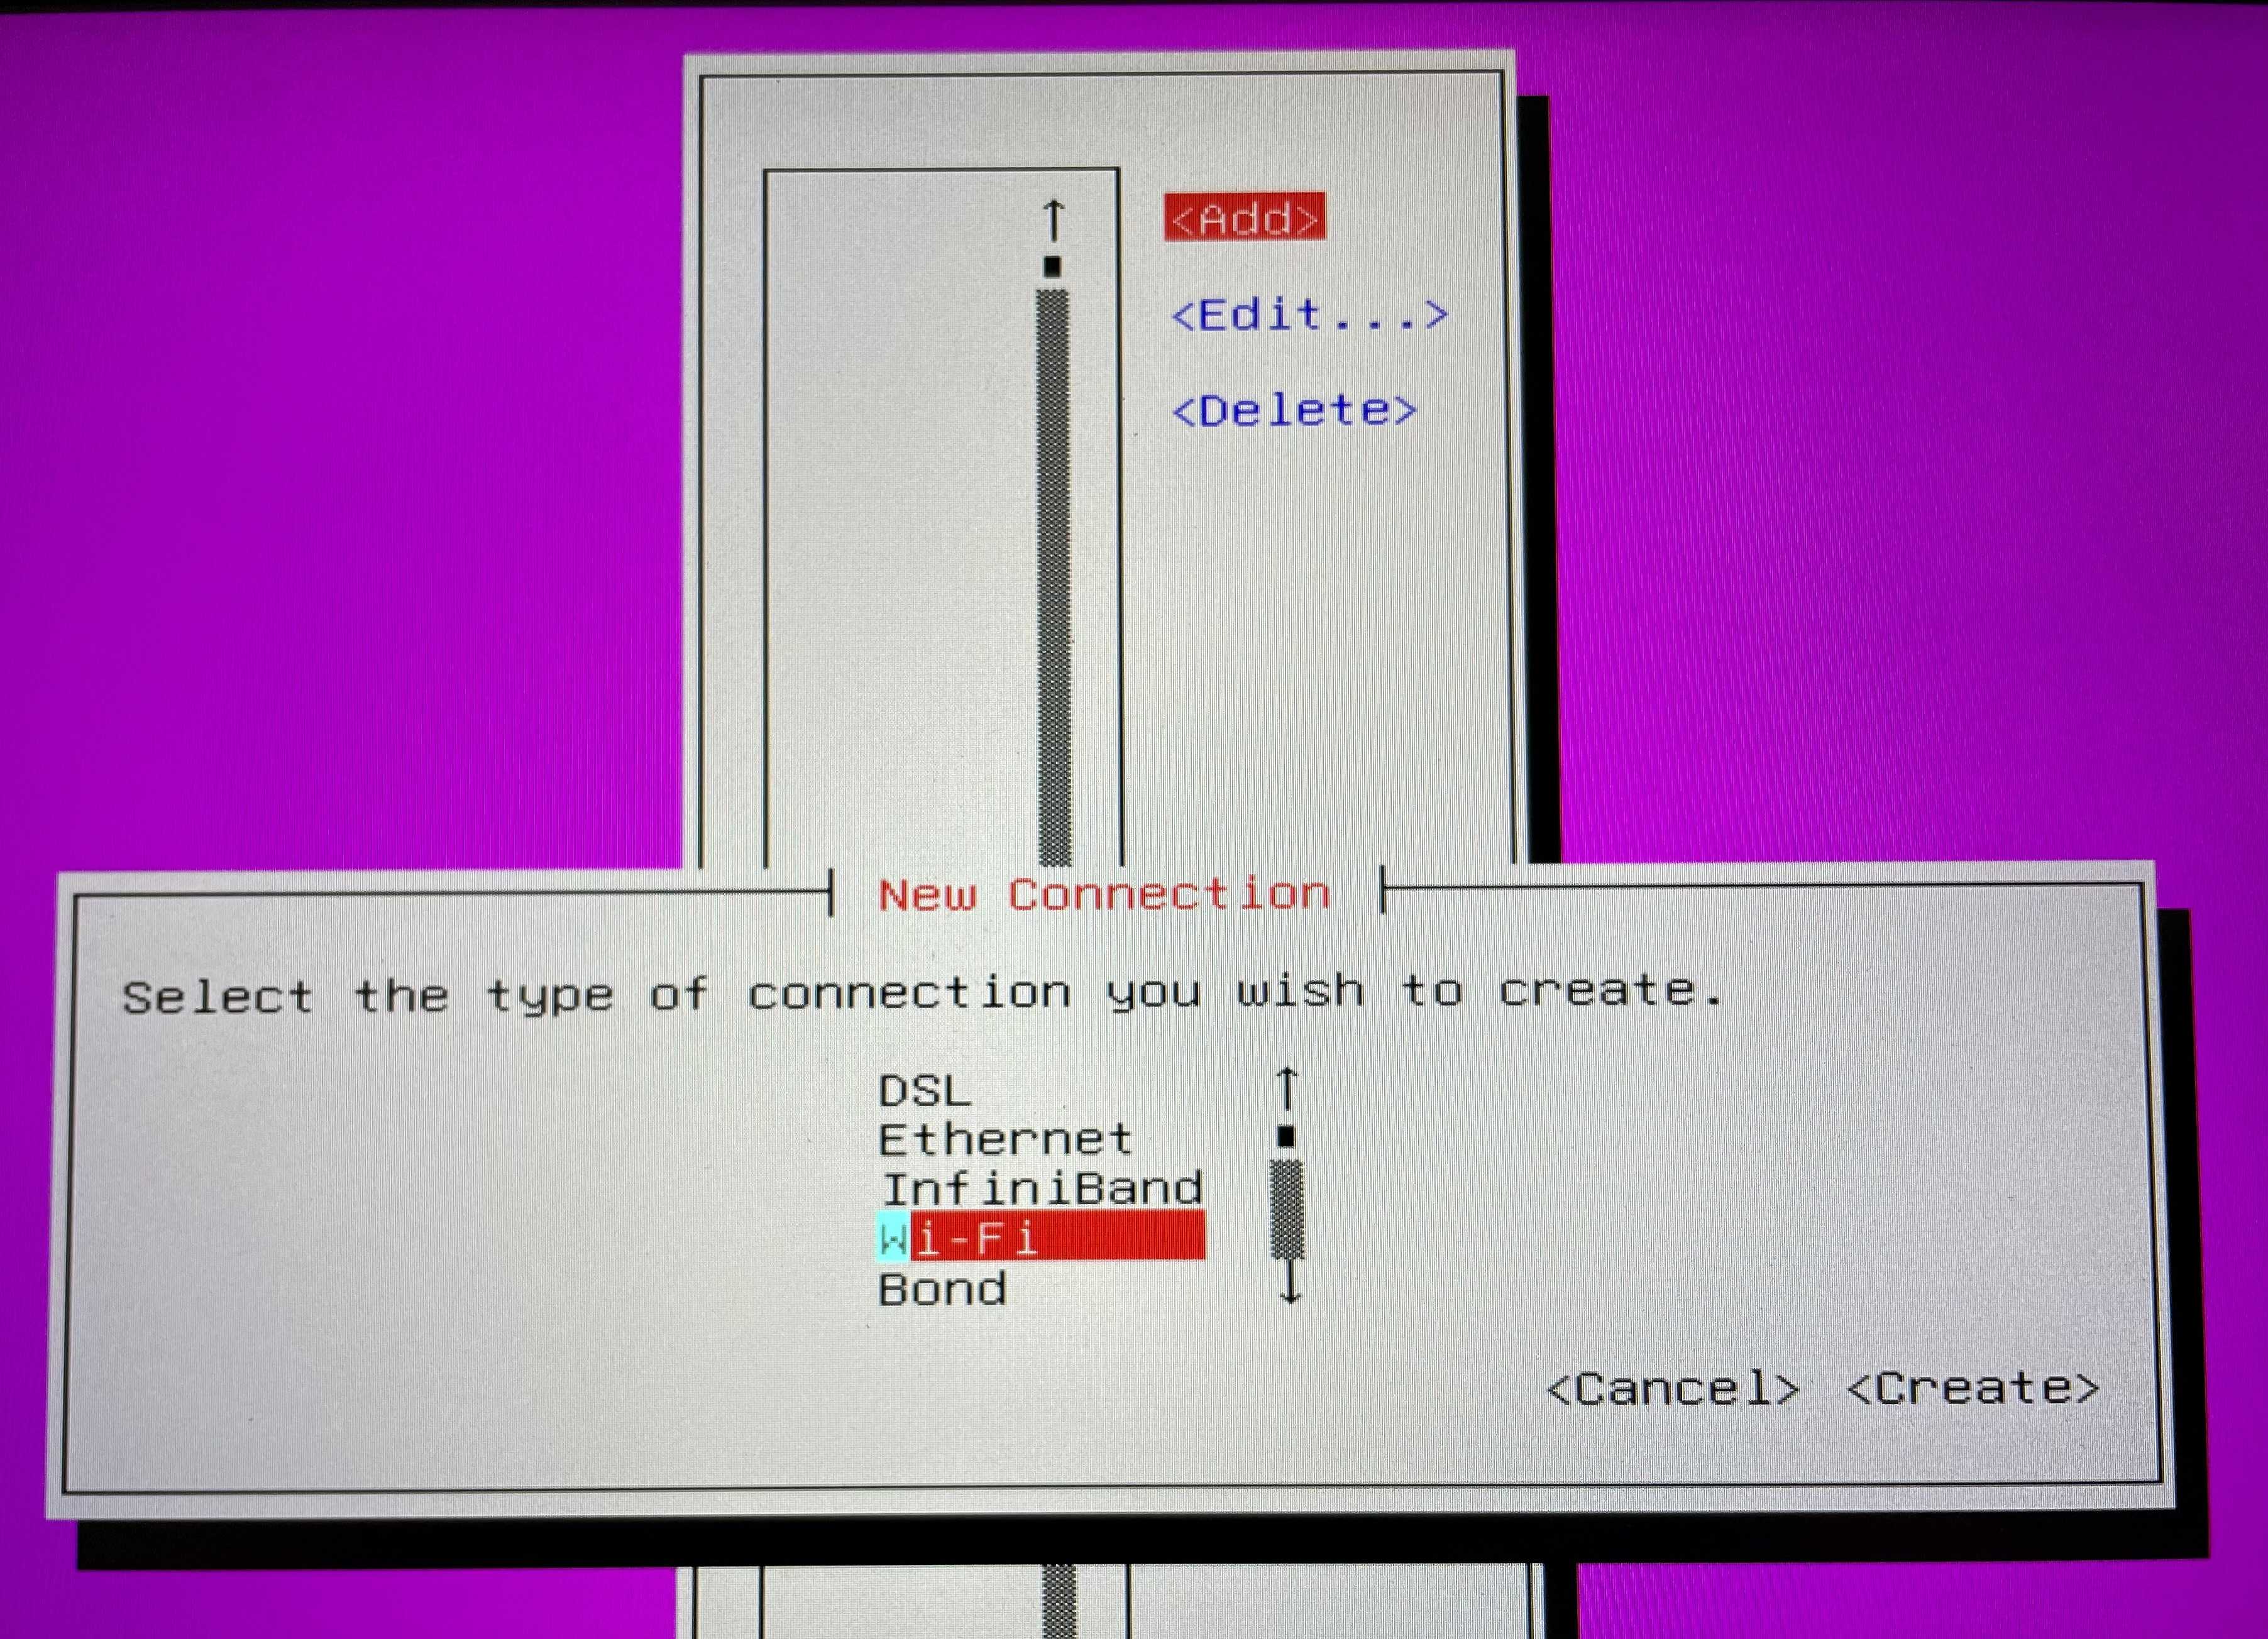 <Add>
<Edit...>
<Delete>
New Connection
Select the type of connection you wish to create.
DSL
Ethernet
InfiniBand
Wi-Fi
Bond
<Cancel> <Create>